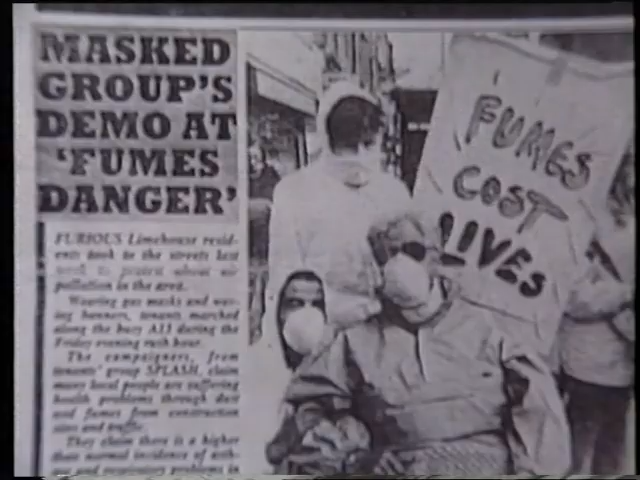 MASKED
GROUP'S
DEMO AT
'FUMES
DANGER'
FURIOUS Limehouse resid-
ents took to the streets last
week to protest about air
pollution in the area.
Wearing gas masks and wav-
ing banners, tenants marched
along the busy A13 during the
Friday evening rush hour.
The campaigners, from
tenants' group SPLASH, claim
many local people are suffering
health problems through dust
and fumes from construction
sites and traffic.
They claim there is a higher
than normal incidence of asth-
ma and respiratory problems in
FUMES
COST
LIVES